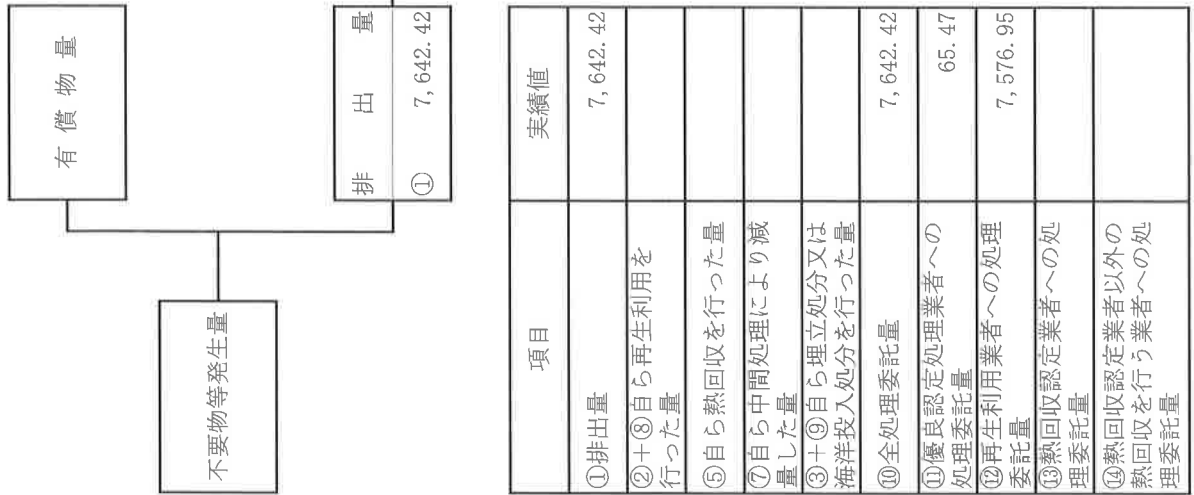 有償物量
不要物等発生量
排出量
① 7,642.42
項目 実績値
①排出量 7,642.42
②+⑧自ら再生利用を
行った量
⑤自ら熱回収を行った量
⑦自ら中間処理により減
量した量
③+⑨自ら埋立処分又は
海洋投入処分を行った量
⑩全処理委託量 7,642.42
⑪優良認定処理業者への
処理委託量 65.47
⑫再生利用業者への処理
委託量 7,576.95
⑬熱回収認定業者への処
理委託量
⑭熱回収認定業者以外の
熱回収を行う業者への処
理委託量